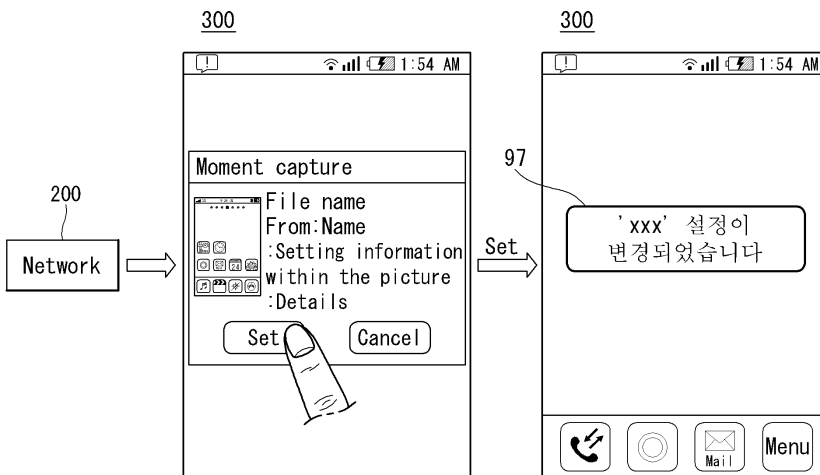 300
300
1:54 AM
1:54 AM
Moment capture
97
200
File name
From:Name
:Setting information
within the picture
:Details
Network
Set
'xxx' 설정이
변경되었습니다
Set
Cancel
Mail
Menu